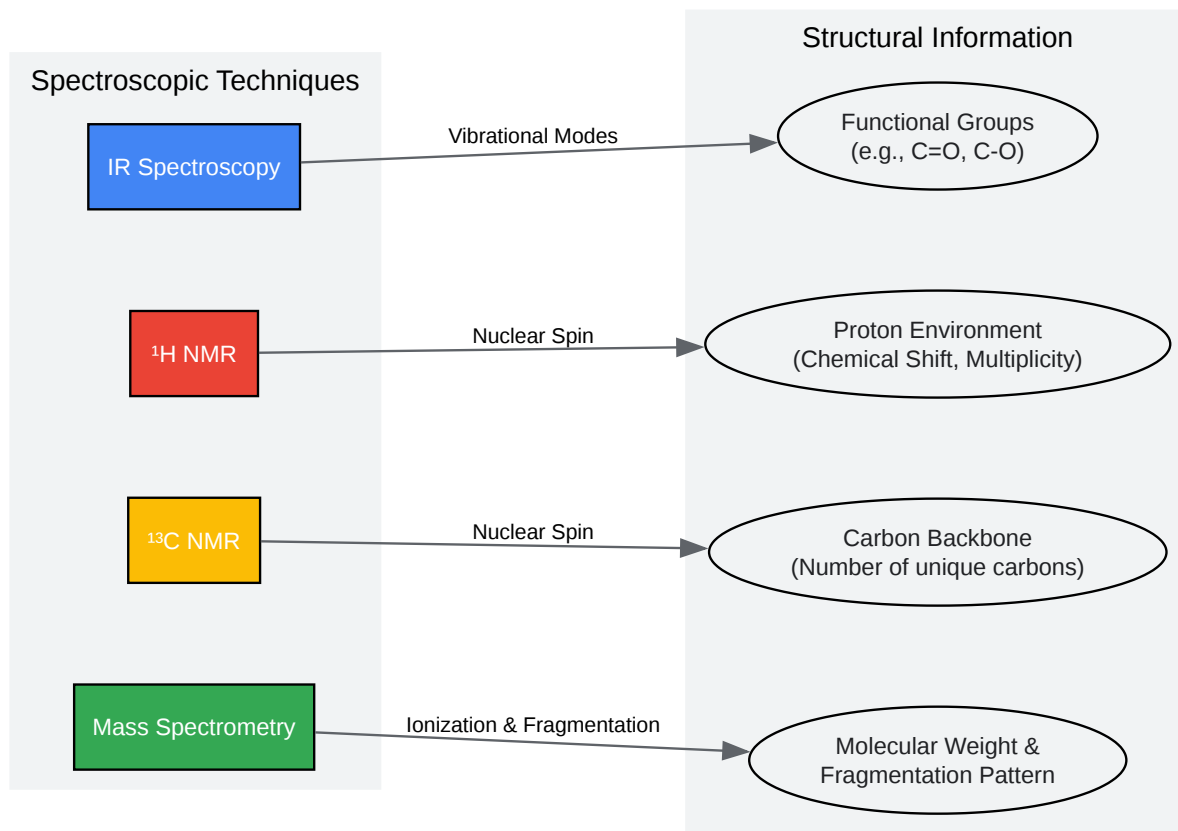 Spectroscopic Techniques
Structural Information
IR Spectroscopy
Vibrational Modes
Functional Groups
(e.g., C=O, C-O)
¹H NMR
Nuclear Spin
Proton Environment
(Chemical Shift, Multiplicity)
¹³C NMR
Nuclear Spin
Carbon Backbone
(Number of unique carbons)
Mass Spectrometry
Ionization & Fragmentation
Molecular Weight &
Fragmentation Pattern